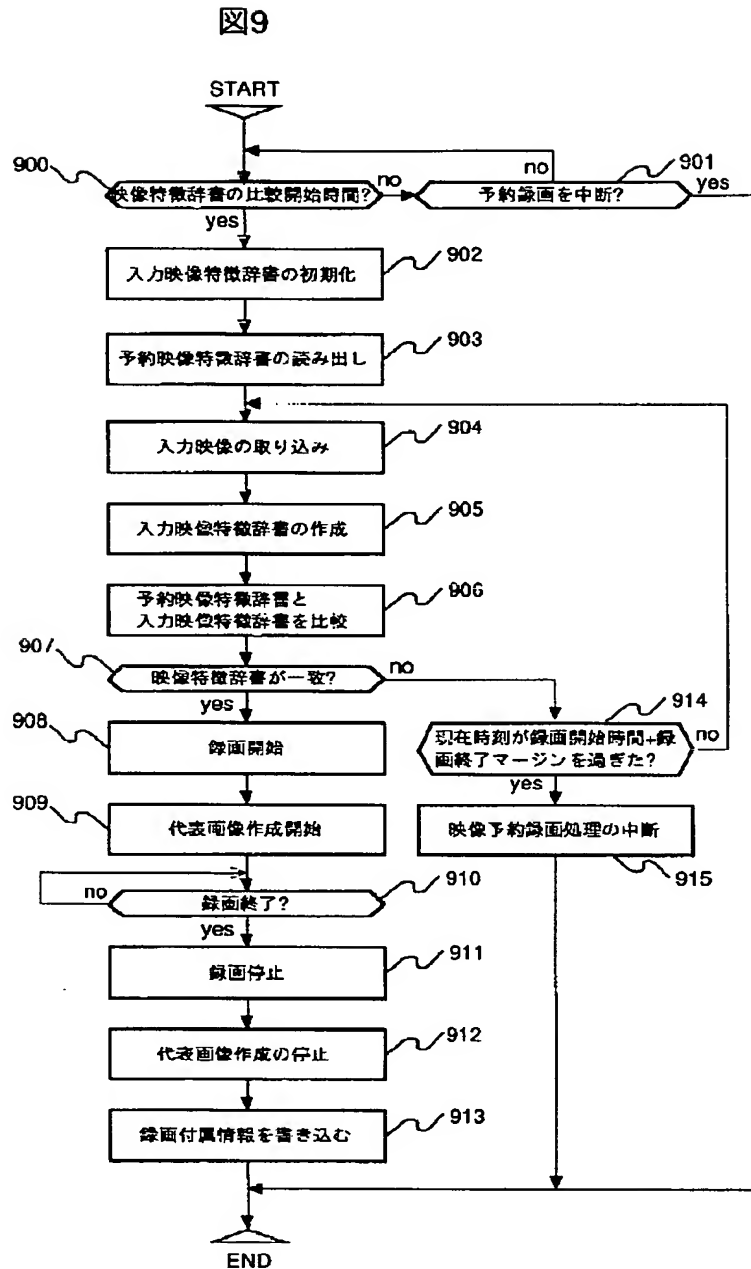 図9
START
900
映像特徴辞書の比較開始時間?
no
yes
no
901
予約録画を中断?
yes
入力映像特徴辞書の初期化
902
予約映像特徴辞書の読み出し
903
入力映像の取り込み
904
入力映像特徴辞書の作成
905
予約映像特徴辞書と
入力映像特徴辞書を比較
906
907
映像特徴辞書が一致?
no
yes
908
録画開始
914
現在時刻が録画開始時間+録
画終了マージンを過ぎた?
no
yes
909
代表画像作成開始
映像予約録画処理の中断
915
no
録画終了?
910
yes
録画停止
911
代表画像作成の停止
912
録画付属情報を書き込む
913
END